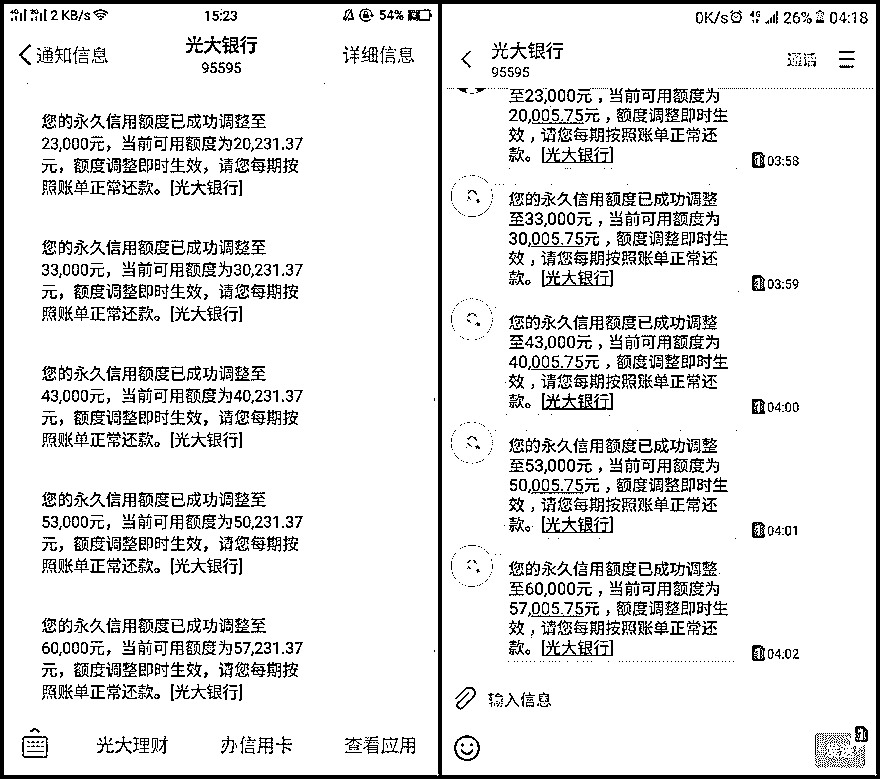 2 KB/s 15:23 54%
通知信息 光大银行 详细信息
95595
您的永久信用额度已成功调整至
23,000元，当前可用额度为20,231.37
元，额度调整即时生效，请您每期按
照账单正常还款。[光大银行]
您的永久信用额度已成功调整至
33,000元，当前可用额度为30,231.37
元，额度调整即时生效，请您每期按
照账单正常还款。[光大银行]
您的永久信用额度已成功调整至
43,000元，当前可用额度为40,231.37
元，额度调整即时生效，请您每期按
照账单正常还款。[光大银行]
您的永久信用额度已成功调整至
53,000元，当前可用额度为50,231.37
元，额度调整即时生效，请您每期按
照账单正常还款。[光大银行]
您的永久信用额度已成功调整至
60,000元，当前可用额度为57,231.37
元，额度调整即时生效，请您每期按
照账单正常还款。[光大银行]
光大理财 办信用卡 查看应用
0K/s 26% 04:18
光大银行 通话
95595
至23,000元，当前可用额度为
20,005.75元，额度调整即时生
效，请您每期按照账单正常还
款。[光大银行]
03:58
您的永久信用额度已成功调整
至33,000元，当前可用额度为
30,005.75元，额度调整即时生
效，请您每期按照账单正常还
款。[光大银行]
03:59
您的永久信用额度已成功调整
至43,000元，当前可用额度为
40,005.75元，额度调整即时生
效，请您每期按照账单正常还
款。[光大银行]
04:00
您的永久信用额度已成功调整
至53,000元，当前可用额度为
50,005.75元，额度调整即时生
效，请您每期按照账单正常还
款。[光大银行]
04:01
您的永久信用额度已成功调整
至60,000元，当前可用额度为
57,005.75元，额度调整即时生
效，请您每期按照账单正常还
款。[光大银行]
04:02
输入信息